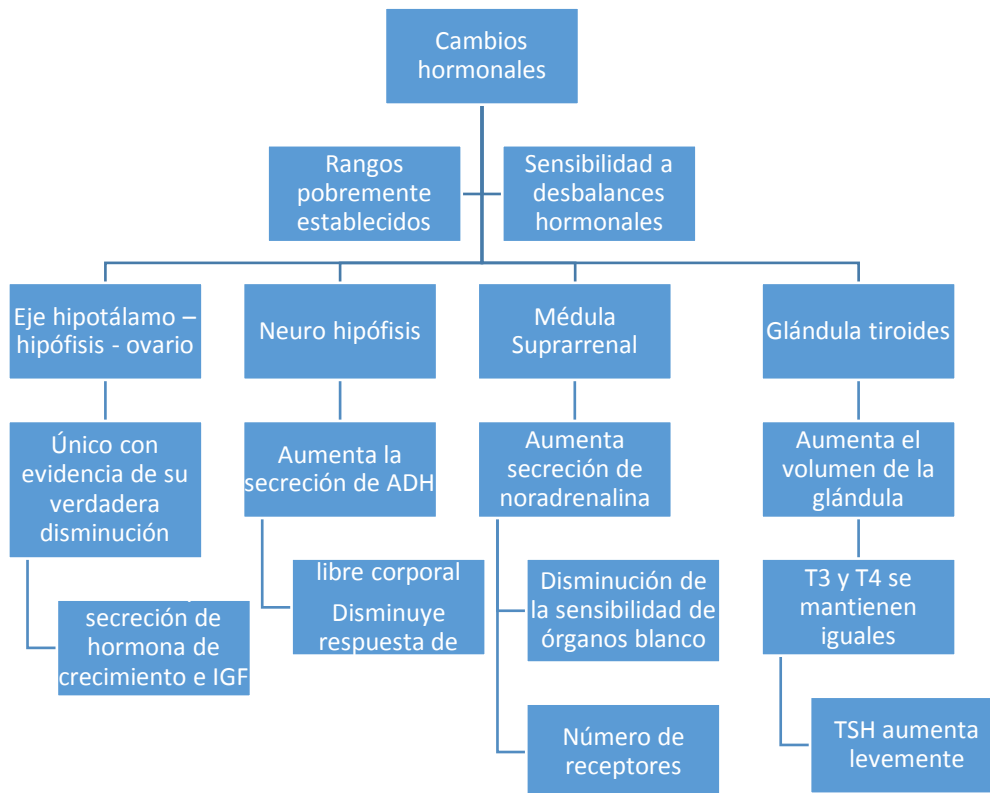 Cambios
hormonales
Rangos
pobremente
establecidos
Sensibilidad a
desbalances
hormonales
Eje hipotálamo –
hipófisis - ovario
Neuro hipófisis
Médula
Suprarrenal
Glándula tiroides
Único con
evidencia de su
verdadera
disminución
secreción de
hormona de
crecimiento e IGF
Aumenta la
secreción de ADH
libre corporal
Disminuye
respuesta de
Aumenta
secreción de
noradrenalina
Disminución de
la sensibilidad de
órganos blanco
Número de
receptores
Aumenta el
volumen de la
glándula
T3 y T4 se
mantienen
iguales
TSH aumenta
levemente